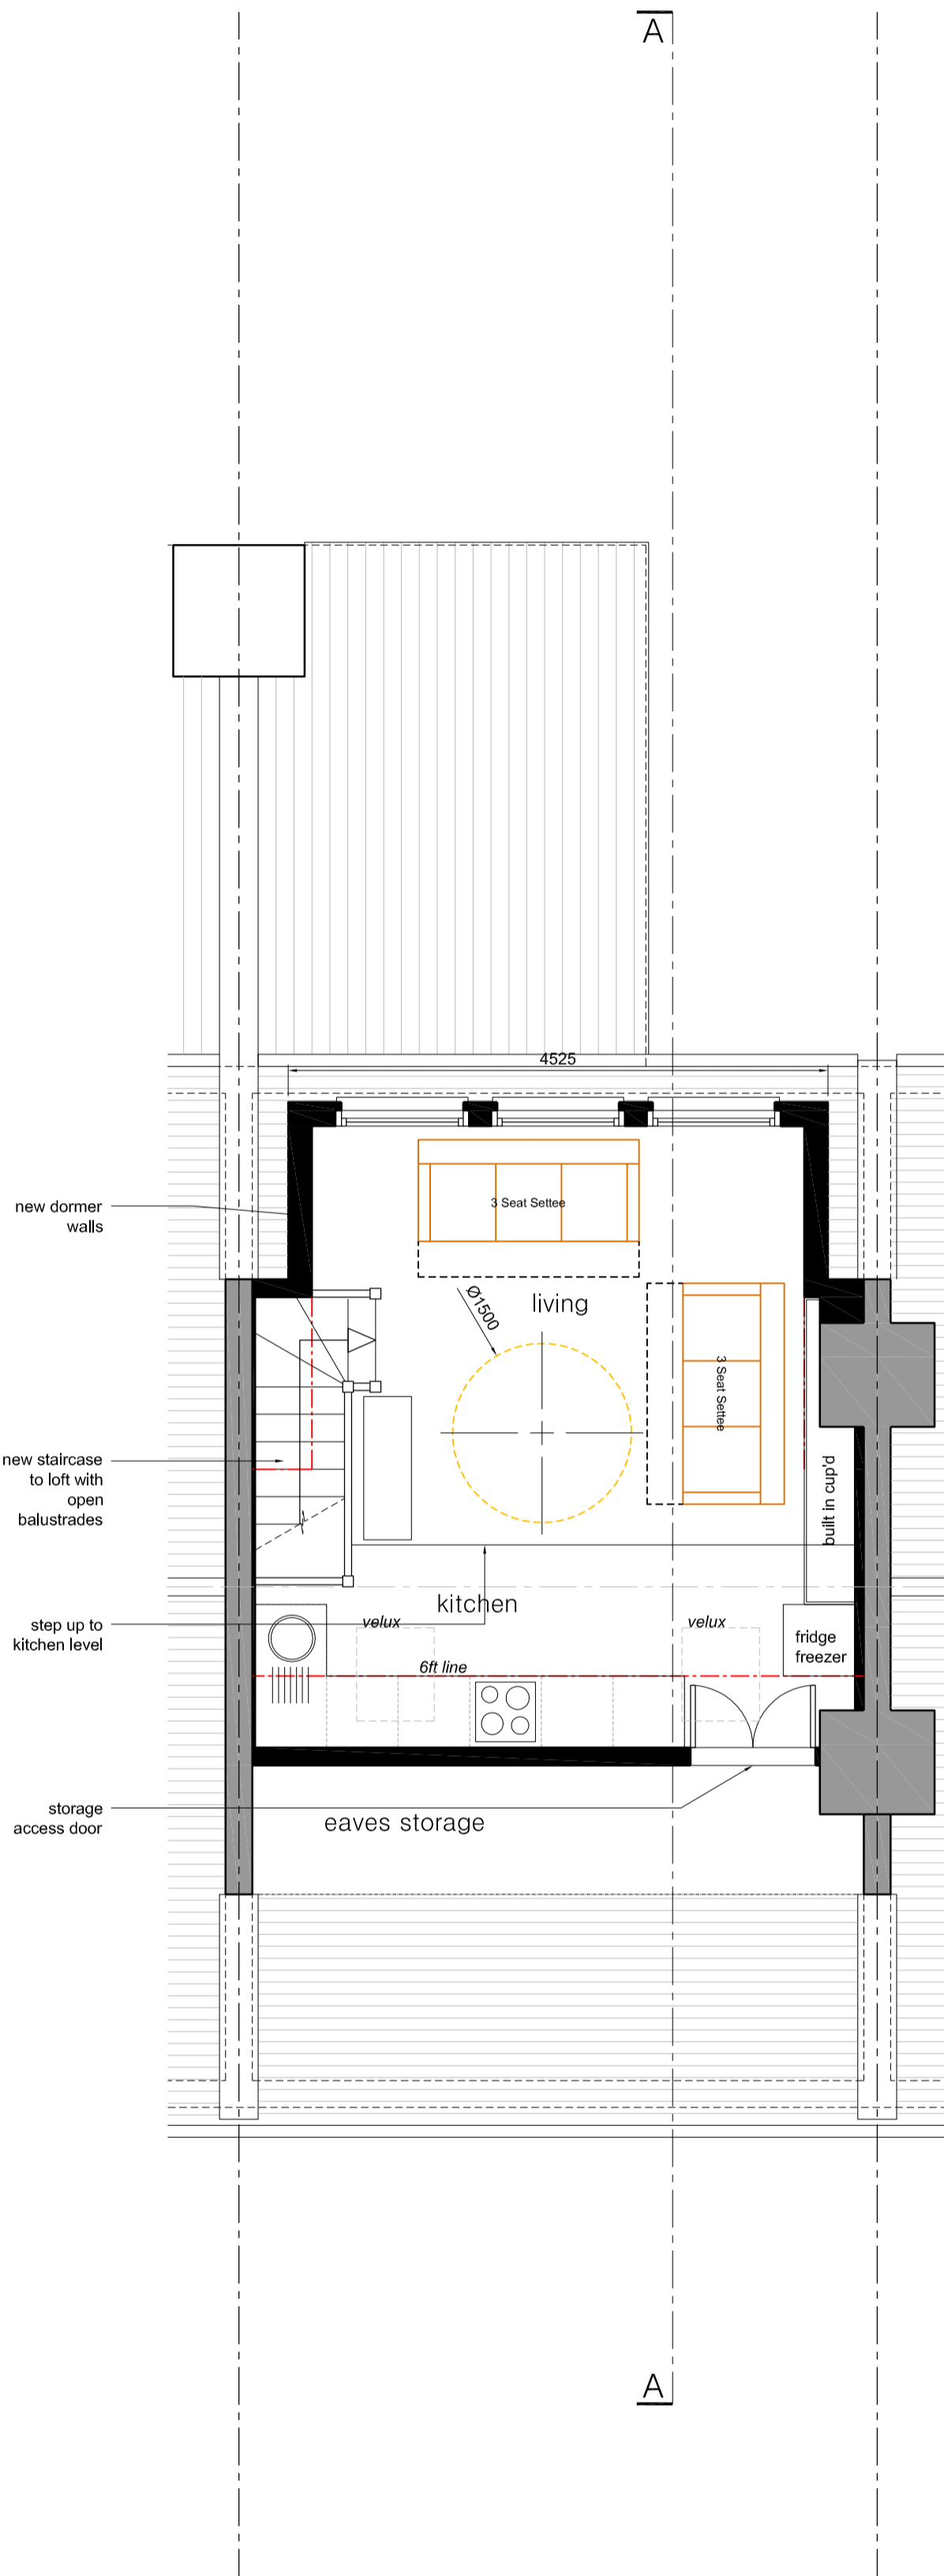 A
4525
new dormer
walls
3 Seat Settee
living
Ø1500
3 Seat Settee
new staircase
to loft with
open
balustrades
built in cup'd
kitchen
step up to
kitchen level
velux
velux
fridge
freezer
6ft line
storage
access door
eaves storage
A